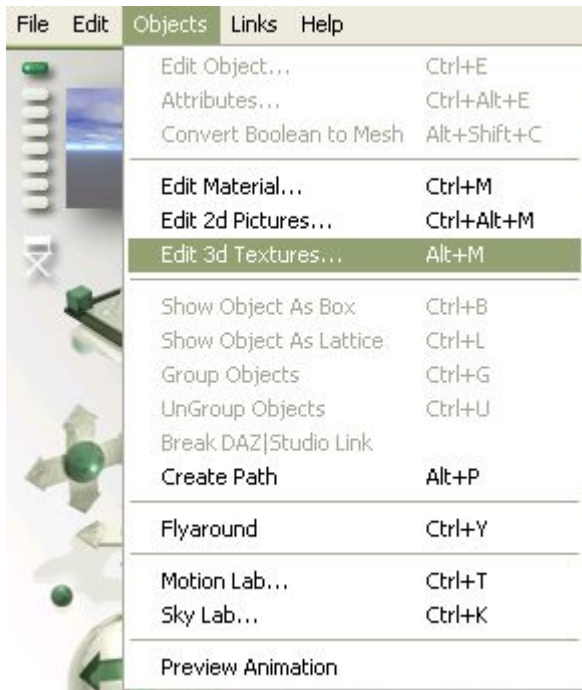 File Edit Objects Links Help
Edit Object... Ctrl+E
Attributes... Ctrl+Alt+E
Convert Boolean to Mesh Alt+Shift+C
Edit Material... Ctrl+M
Edit 2d Pictures... Ctrl+Alt+M
Edit 3d Textures... Alt+M
Show Object As Box Ctrl+B
Show Object As Lattice Ctrl+L
Group Objects Ctrl+G
UnGroup Objects Ctrl+U
Break DAZ|Studio Link
Create Path Alt+P
Flyaround Ctrl+Y
Motion Lab... Ctrl+T
Sky Lab... Ctrl+K
Preview Animation